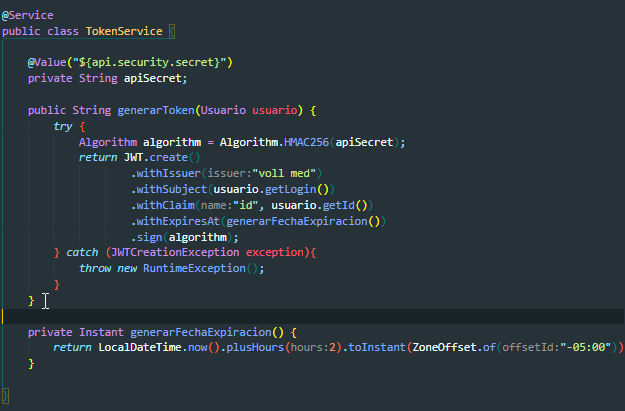 @Service
public class TokenService {
@Value("${api.security.secret}")
private String apiSecret;
public String generarToken(Usuario usuario) {
try {
Algorithm algorithm = Algorithm.HMAC256(apiSecret);
return JWT.create()
.withIssuer(issuer:"voll med")
.withSubject(usuario.getLogin())
.withClaim(name:"id", usuario.getId())
.withExpiresAt(generarFechaExpiracion())
.sign(algorithm);
} catch (JWTCreationException exception){
throw new RuntimeException();
}
}
private Instant generarFechaExpiracion() {
return LocalDateTime.now().plusHours(hours:2).toInstant(ZoneOffset.of(offsetId:"-05:00"))
}
}